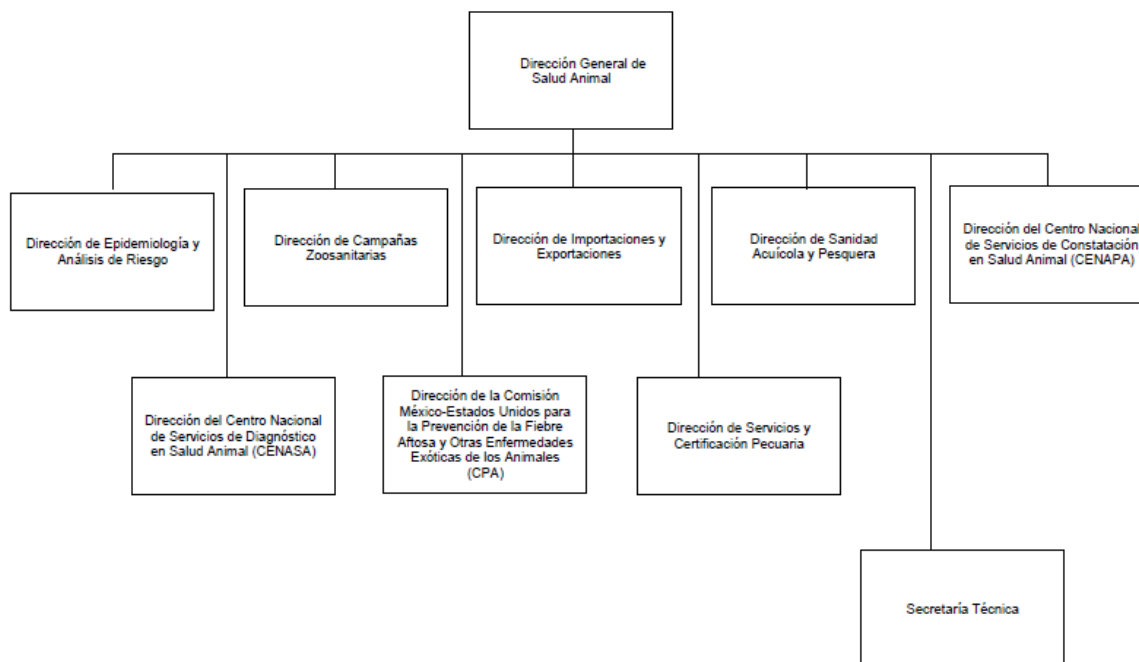 Dirección General de
Salud Animal
Dirección de Epidemiología y
Análisis de Riesgo
Dirección de Campañas
Zoosanitarias
Dirección de Importaciones y
Exportaciones
Dirección de Sanidad
Acuícola y Pesquera
Dirección del Centro Nacional
de Servicios de Constatación
en Salud Animal (CENAPA)
Dirección del Centro Nacional
de Servicios de Diagnóstico
en Salud Animal (CENASA)
Dirección de la Comisión
México-Estados Unidos para
la Prevención de la Fiebre
Aftosa y Otras Enfermedades
Exóticas de los Animales
(CPA)
Dirección de Servicios y
Certificación Pecuaria
Secretaría Técnica